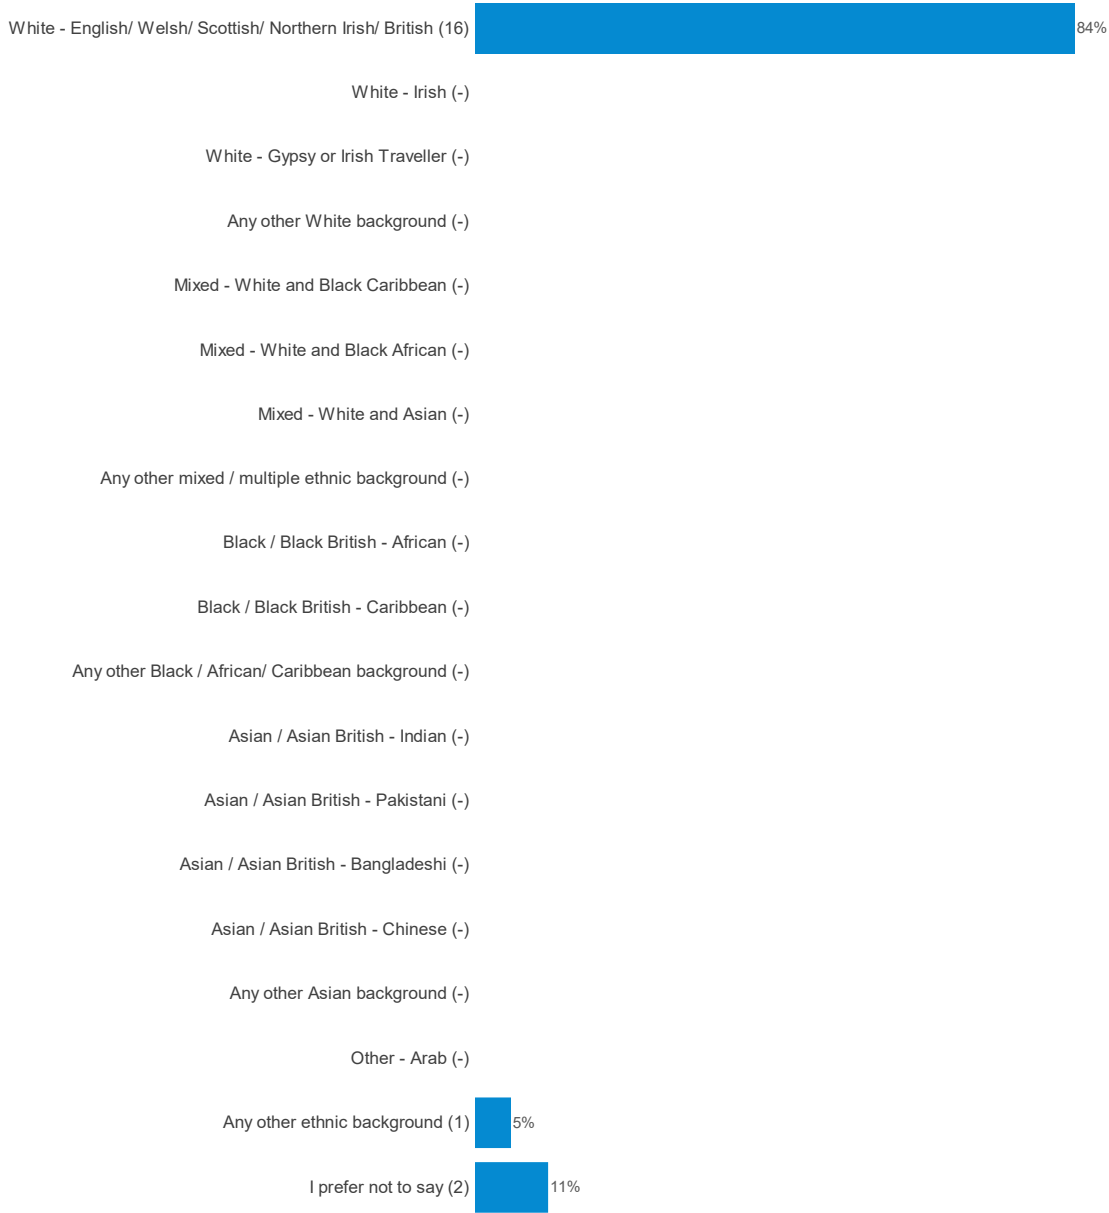 White - English/ Welsh/ Scottish/ Northern Irish/ British (16) 84%
White - Irish (-)
White - Gypsy or Irish Traveller (-)
Any other White background (-)
Mixed - White and Black Caribbean (-)
Mixed - White and Black African (-)
Mixed - White and Asian (-)
Any other mixed / multiple ethnic background (-)
Black / Black British - African (-)
Black / Black British - Caribbean (-)
Any other Black / African/ Caribbean background (-)
Asian / Asian British - Indian (-)
Asian / Asian British - Pakistani (-)
Asian / Asian British - Bangladeshi (-)
Asian / Asian British - Chinese (-)
Any other Asian background (-)
Other - Arab (-)
Any other ethnic background (1) 5%
I prefer not to say (2) 11%